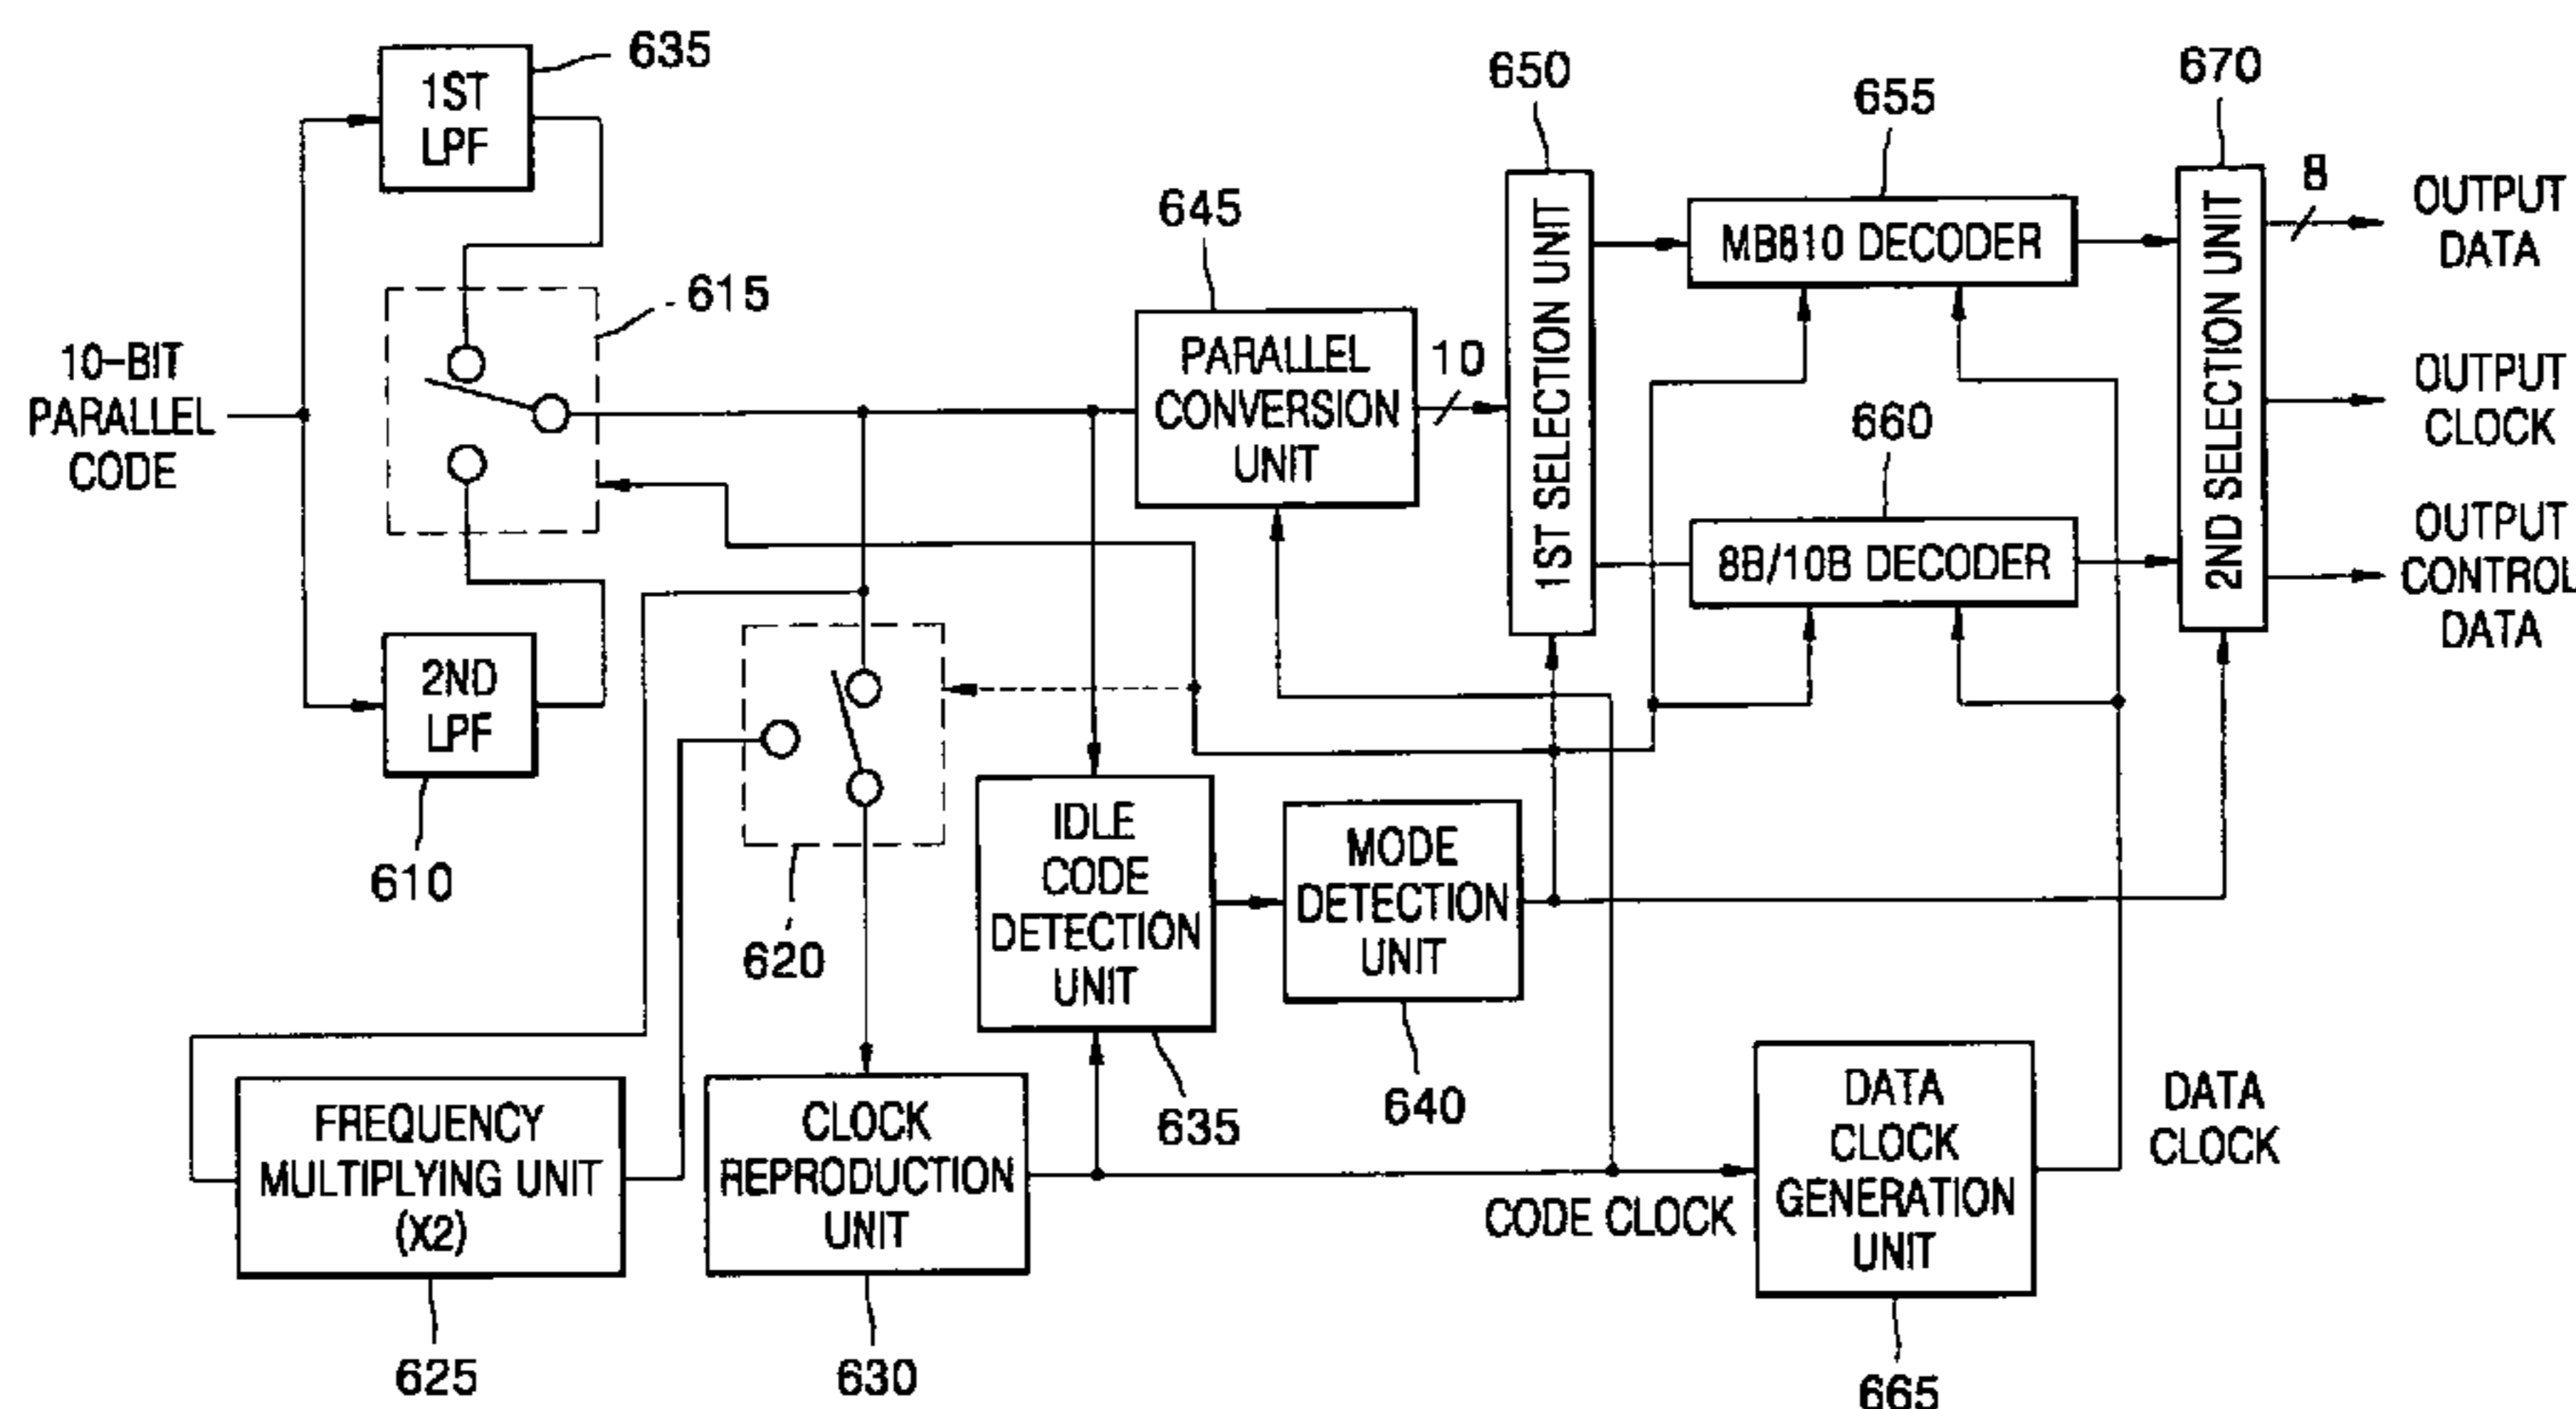 635
1ST
LPF
615
10-BIT
PARALLEL
CODE
2ND
LPF
610
620
FREQUENCY
MULTIPLYING UNIT
(X2)
625
CLOCK
REPRODUCTION
UNIT
630
645
PARALLEL
CONVERSION
UNIT
10
IDLE
CODE
DETECTION
UNIT
635
MODE
DETECTION
UNIT
640
650
1ST SELECTION UNIT
655
MB810 DECODER
660
8B/10B DECODER
670
2ND SELECTION UNIT
8
OUTPUT
DATA
OUTPUT
CLOCK
OUTPUT
CONTROL
DATA
CODE CLOCK
DATA
CLOCK
GENERATION
UNIT
665
DATA
CLOCK